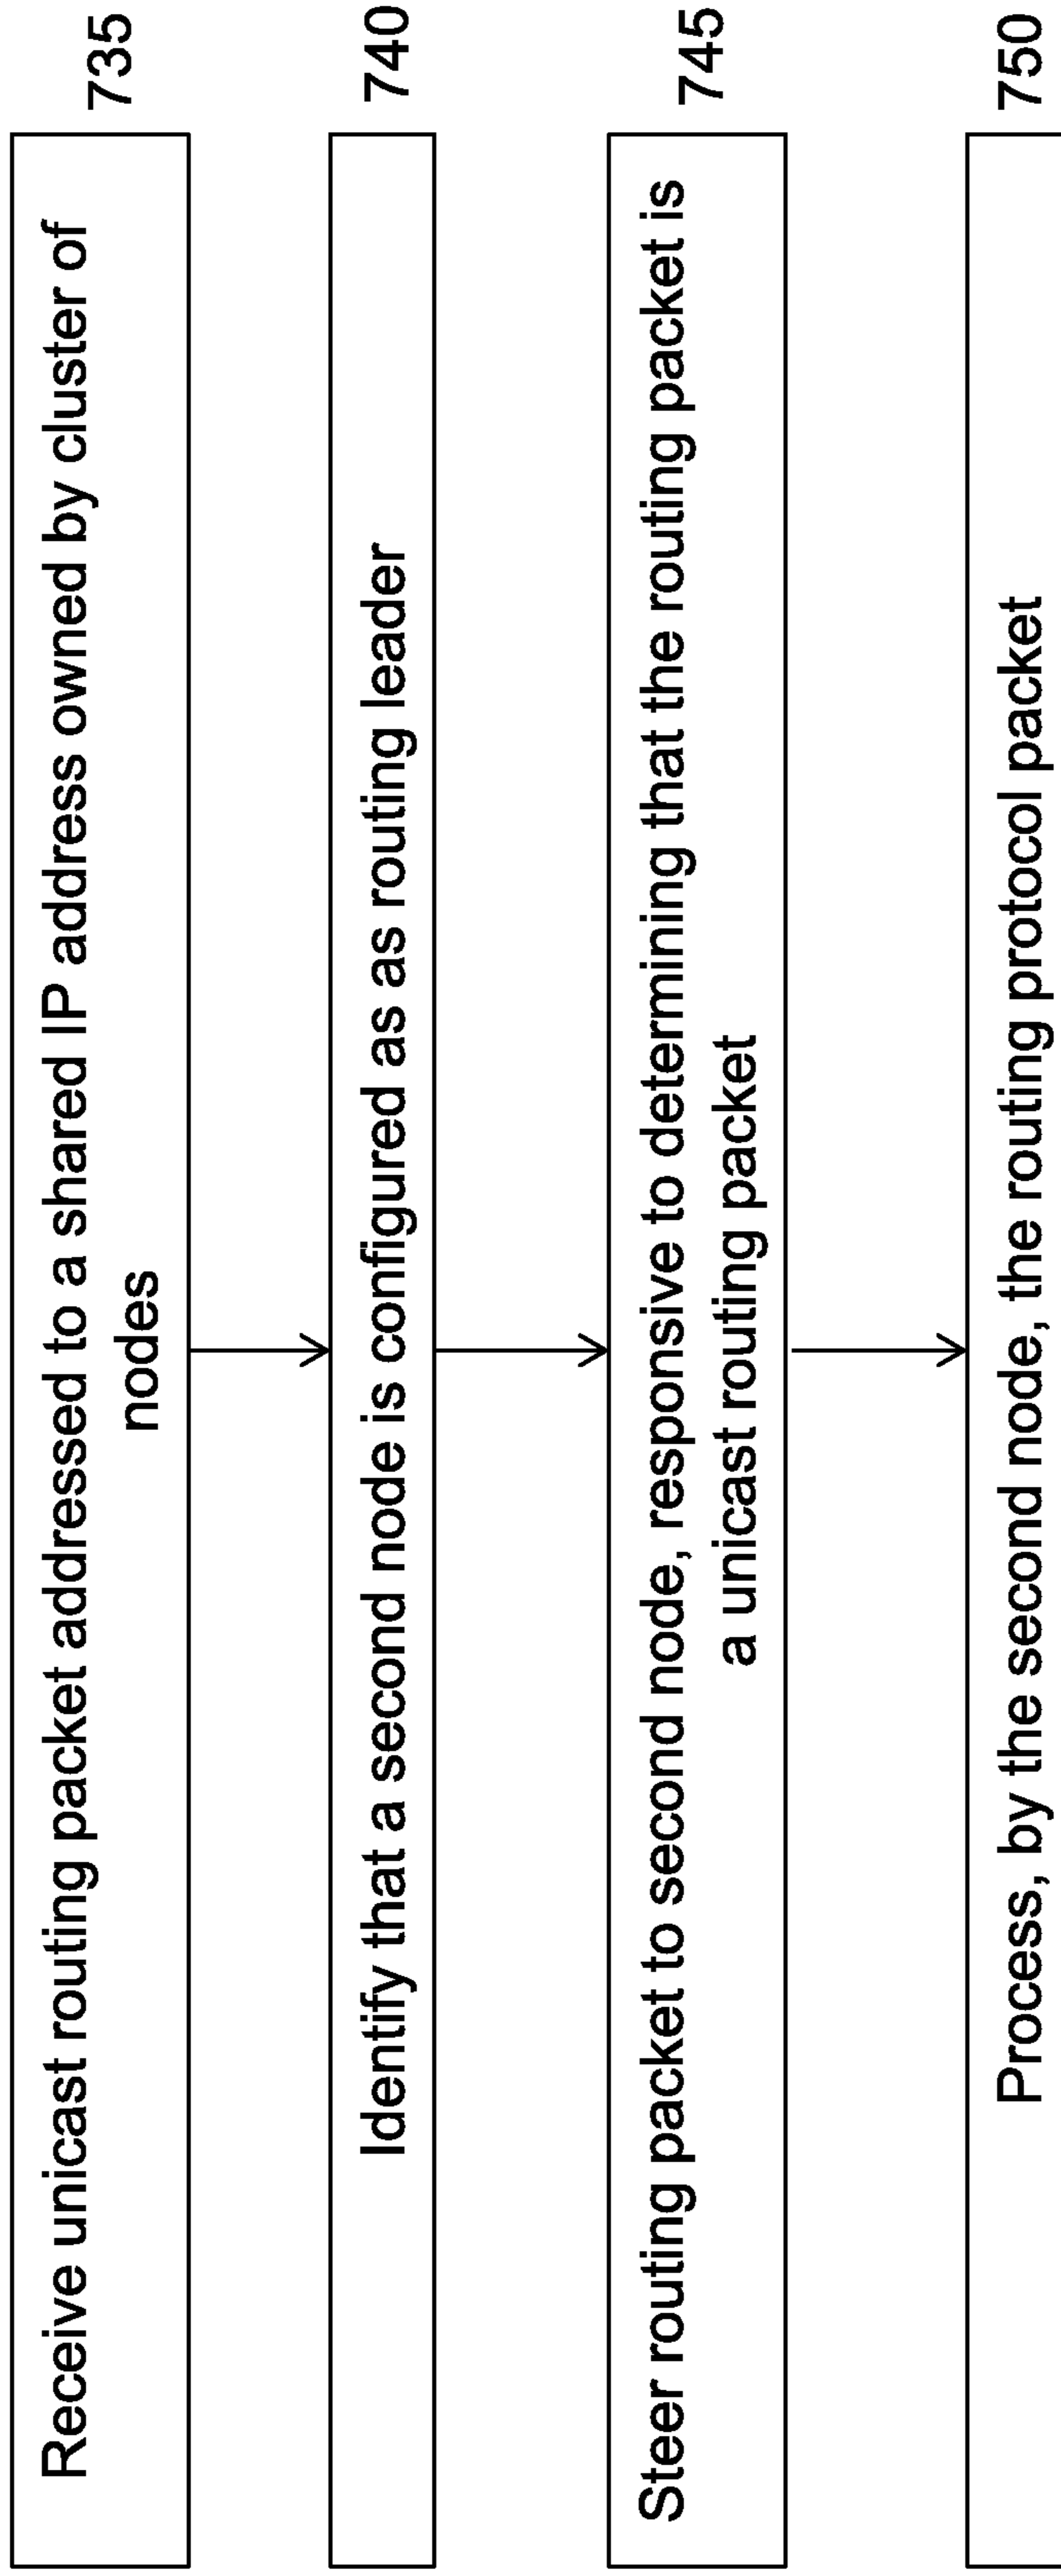 Receive unicast routing packet addressed to a shared IP address owned by cluster of
nodes
735
Identify that a second node is configured as as routing leader
740
Steer routing packet to second node, responsive to determining that the routing packet is
a unicast routing packet
745
Process, by the second node, the routing protocol packet
750